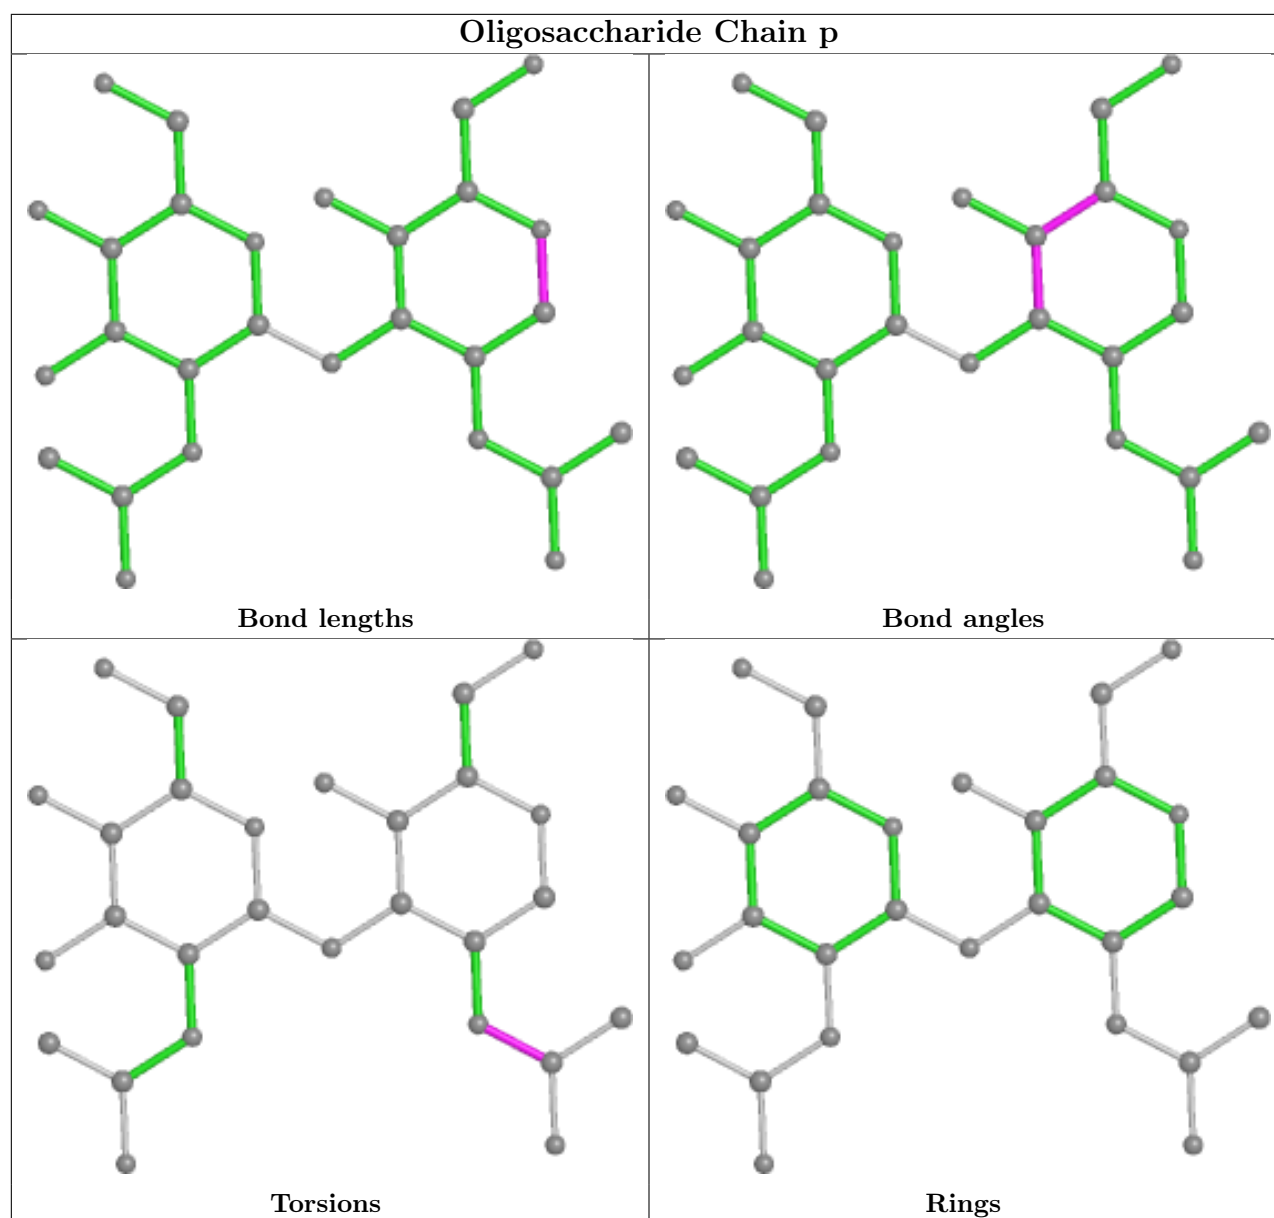 Oligosaccharide Chain p
Bond lengths
Bond angles
Torsions
Rings